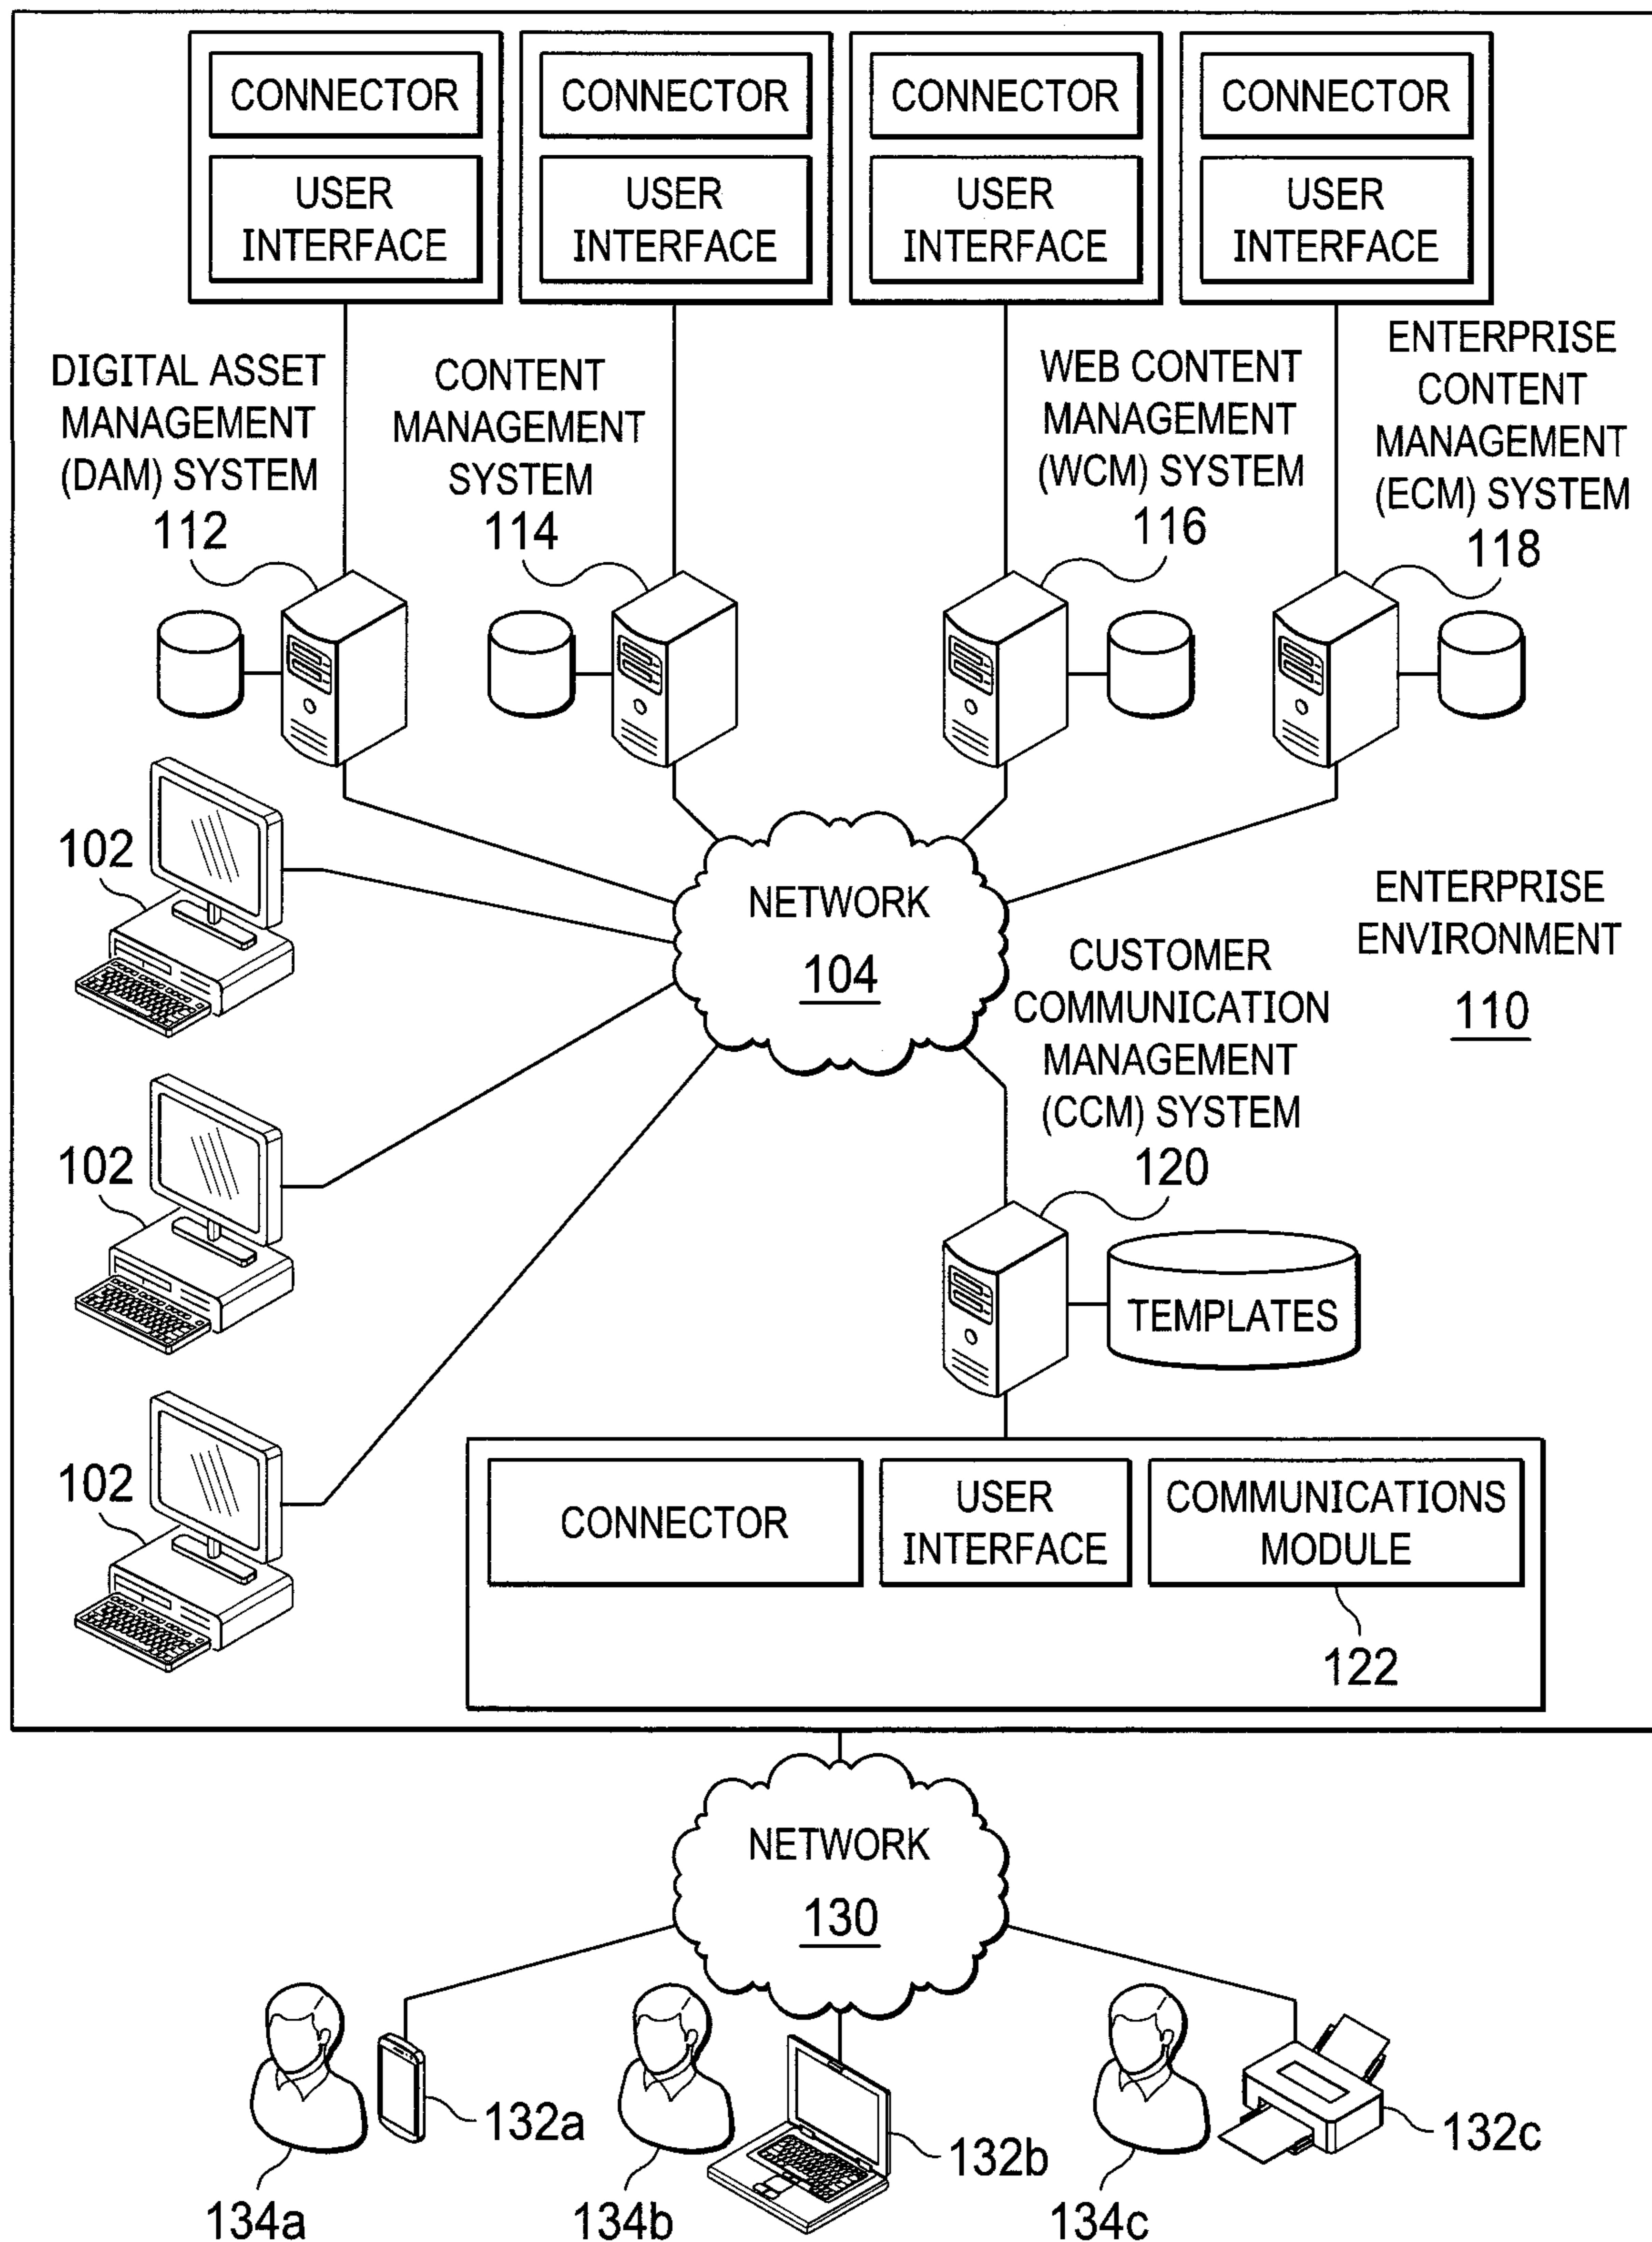 CONNECTOR
USER
INTERFACE
CONNECTOR
USER
INTERFACE
CONNECTOR
USER
INTERFACE
CONNECTOR
USER
INTERFACE
DIGITAL ASSET
MANAGEMENT
(DAM) SYSTEM
112
CONTENT
MANAGEMENT
SYSTEM
114
WEB CONTENT
MANAGEMENT
(WCM) SYSTEM
116
ENTERPRISE
CONTENT
MANAGEMENT
(ECM) SYSTEM
118
102
NETWORK
104
ENTERPRISE
ENVIRONMENT
110
CUSTOMER
COMMUNICATION
MANAGEMENT
(CCM) SYSTEM
120
102
TEMPLATES
102
CONNECTOR
USER
INTERFACE
COMMUNICATIONS
MODULE
122
NETWORK
130
132a
132b
132c
134a
134b
134c